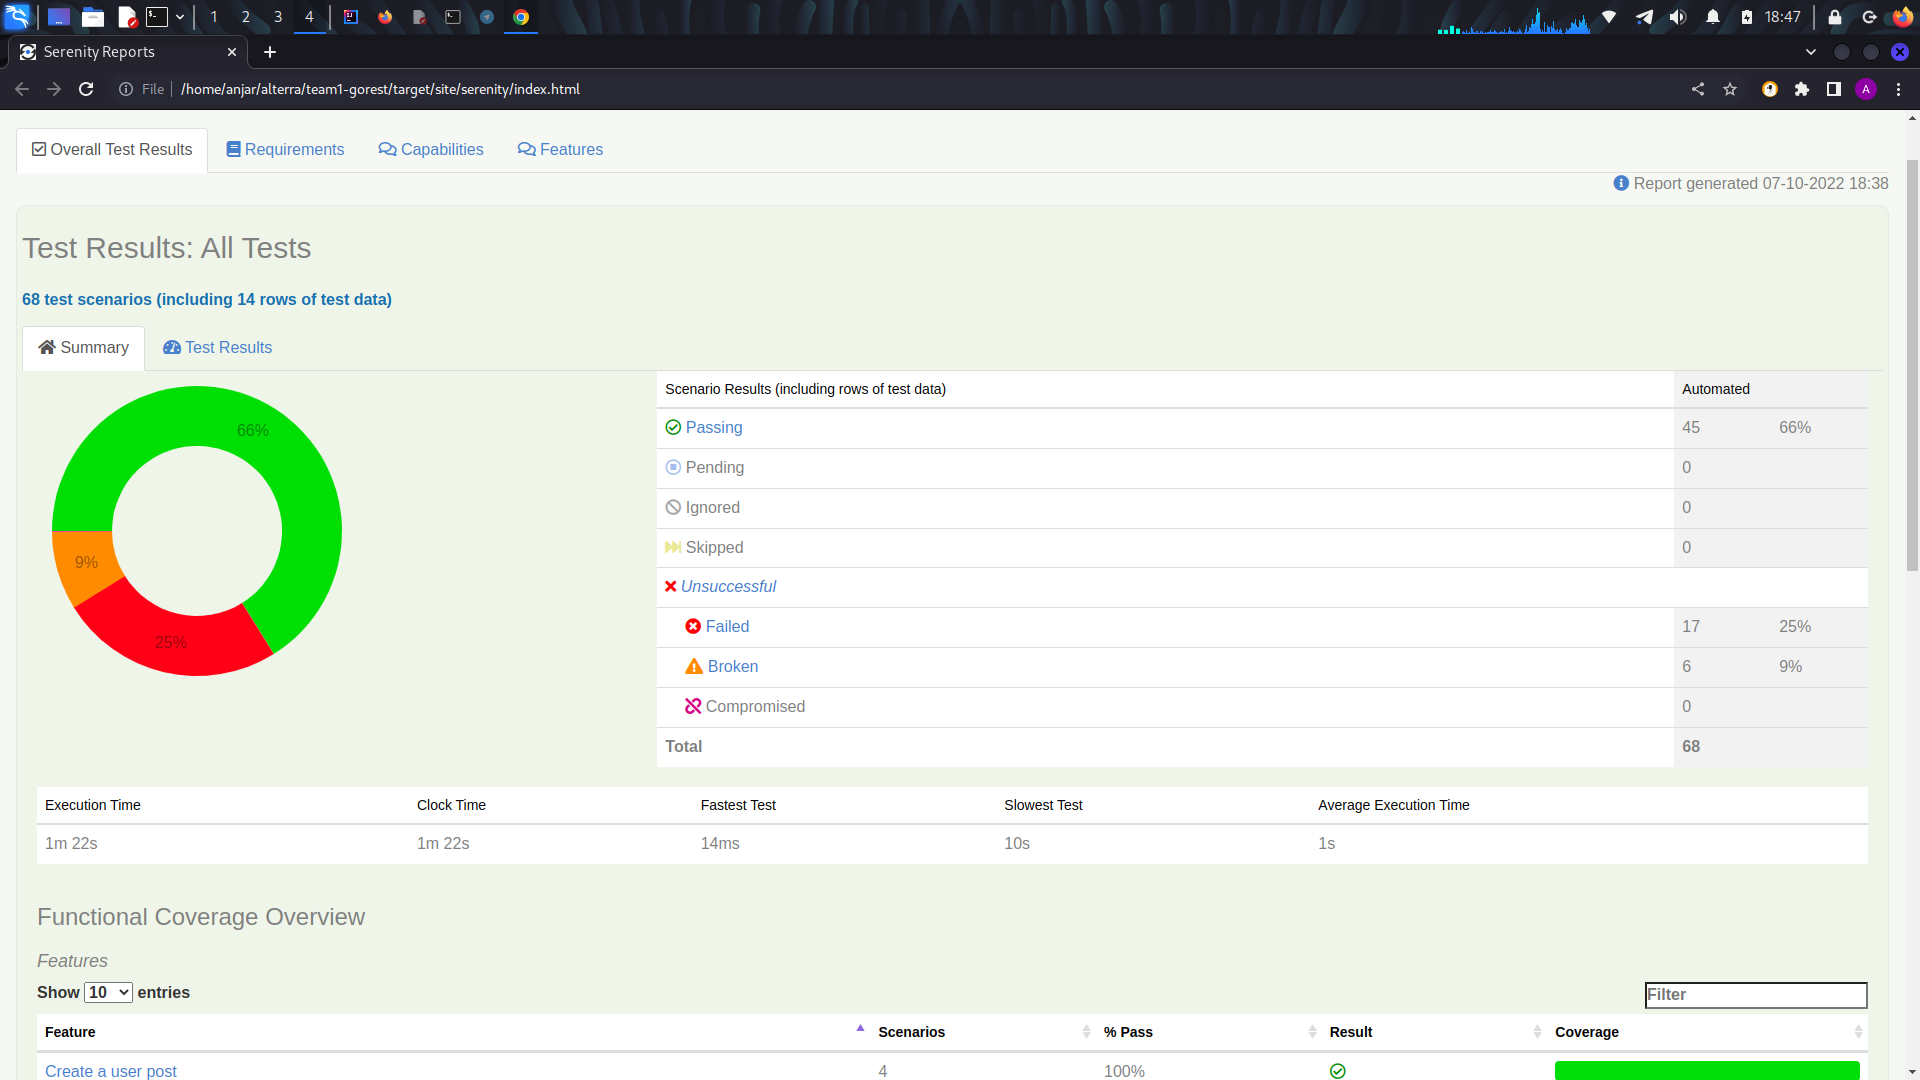 1 2 3 4 18:47
Serenity Reports
File /home/anjar/alterra/team1-gorest/target/site/serenity/index.html A
Overall Test Results Requirements Capabilities Features
Report generated 07-10-2022 18:38
Test Results: All Tests
68 test scenarios (including 14 rows of test data)
Summary Test Results
Scenario Results (including rows of test data) Automated
Passing 45 66%
Pending 0
Ignored 0
Skipped 0
Unsuccessful
Failed 17 25%
Broken 6 9%
Compromised 0
Total 68
66%
9%
25%
Execution Time Clock Time Fastest Test Slowest Test Average Execution Time
1m 22s 1m 22s 14ms 10s 1s
Functional Coverage Overview
Features
Show 10 entries Filter
Feature Scenarios % Pass Result Coverage
Create a user post 4 100%